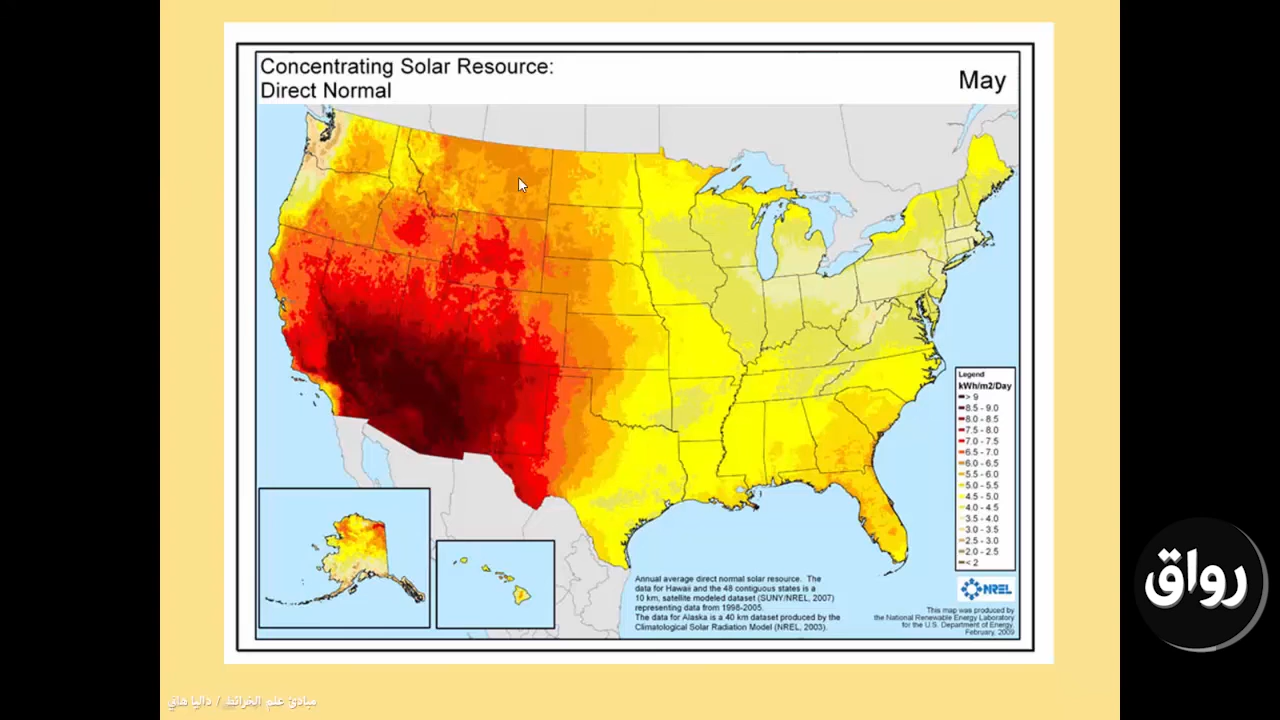 Concentrating Solar Resource:
Direct Normal
May
Legend
kWh/m2/Day
> 9
8.5 - 9.0
8.0 - 8.5
7.5 - 8.0
7.0 - 7.5
6.5 - 7.0
6.0 - 6.5
5.5 - 6.0
5.0 - 5.5
4.5 - 5.0
4.0 - 4.5
3.5 - 4.0
3.0 - 3.5
2.5 - 3.0
2.0 - 2.5
< 2
Annual average direct normal solar resource. The
data for Hawaii and the 48 contiguous states is a
10 km, satellite modeled dataset (SUNY/NREL, 2007)
representing data from 1998-2005.
The data for Alaska is a 40 km dataset produced by the
Climatological Solar Radiation Model (NREL, 2003).
NREL
This map was produced by
the National Renewable Energy Laboratory
for the U.S. Department of Energy.
February, 2009
رواق
مبادئ علم الخرائط / داليا هاني